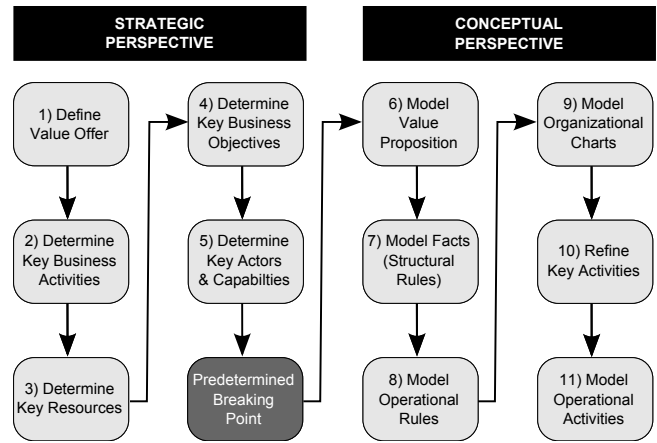 STRATEGIC
PERSPECTIVE
CONCEPTUAL
PERSPECTIVE
1) Define
Value Offer
2) Determine
Key Business
Activities
3) Determine
Key Resources
4) Determine
Key Business
Objectives
5) Determine
Key Actors
& Capabilties
Predetermined
Breaking
Point
6) Model
Value
Proposition
7) Model Facts
(Structural
Rules)
8) Model
Operational
Rules
9) Model
Organizational
Charts
10) Refine
Key Activities
11) Model
Operational
Activities